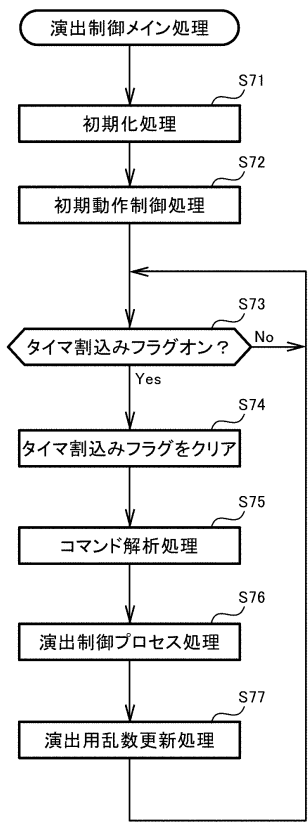 演出制御メイン処理
S71
初期化処理
S72
初期動作制御処理
S73
タイマ割込みフラグオン？
No
Yes
S74
タイマ割込みフラグをクリア
S75
コマンド解析処理
S76
演出制御プロセス処理
S77
演出用乱数更新処理